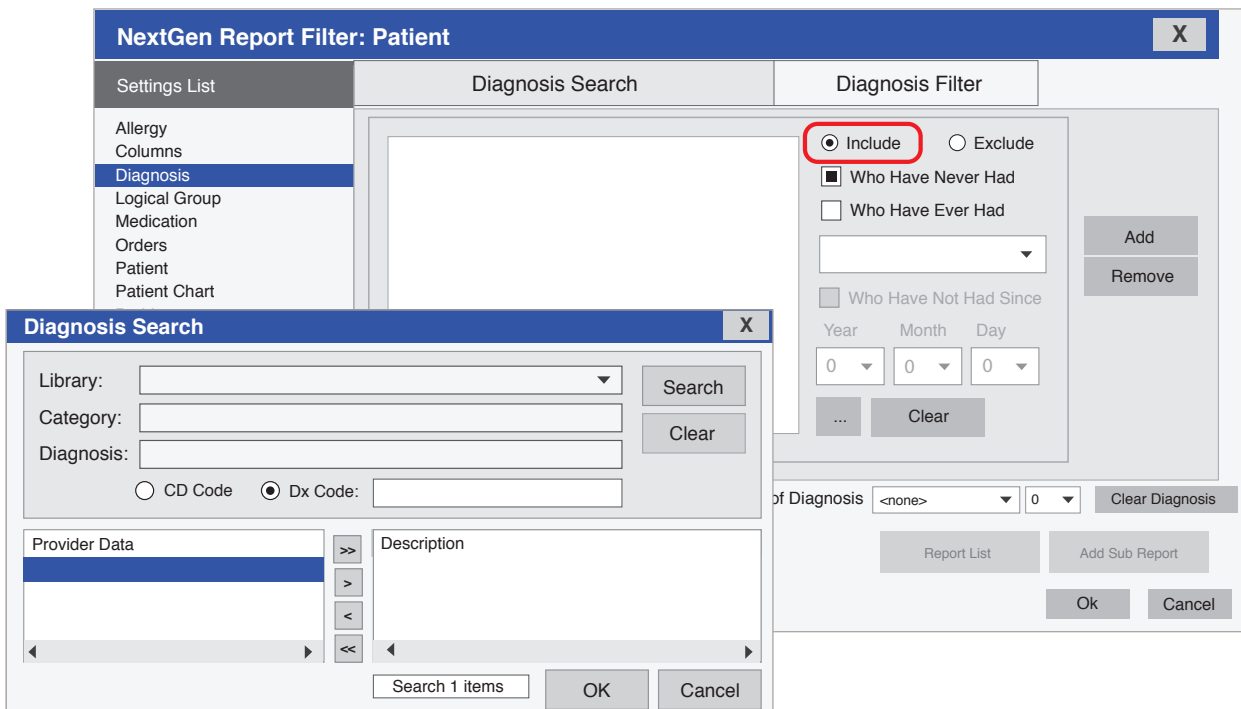 NextGen Report Filter: Patient
X
Settings List
Diagnosis Search
Diagnosis Filter
Allergy
Columns
Diagnosis
Logical Group
Medication
Orders
Patient
Patient Chart
Include
Exclude
Who Have Never Had
Who Have Ever Had
Who Have Not Had Since
Year Month Day
0 0 0
... Clear
Add
Remove
of Diagnosis <none> 0 Clear Diagnosis
Report List Add Sub Report
Ok Cancel
Diagnosis Search
X
Library:
Search
Category:
Clear
Diagnosis:
CD Code Dx Code:
Provider Data
>>
>
<
<<
Description
Search 1 items OK Cancel